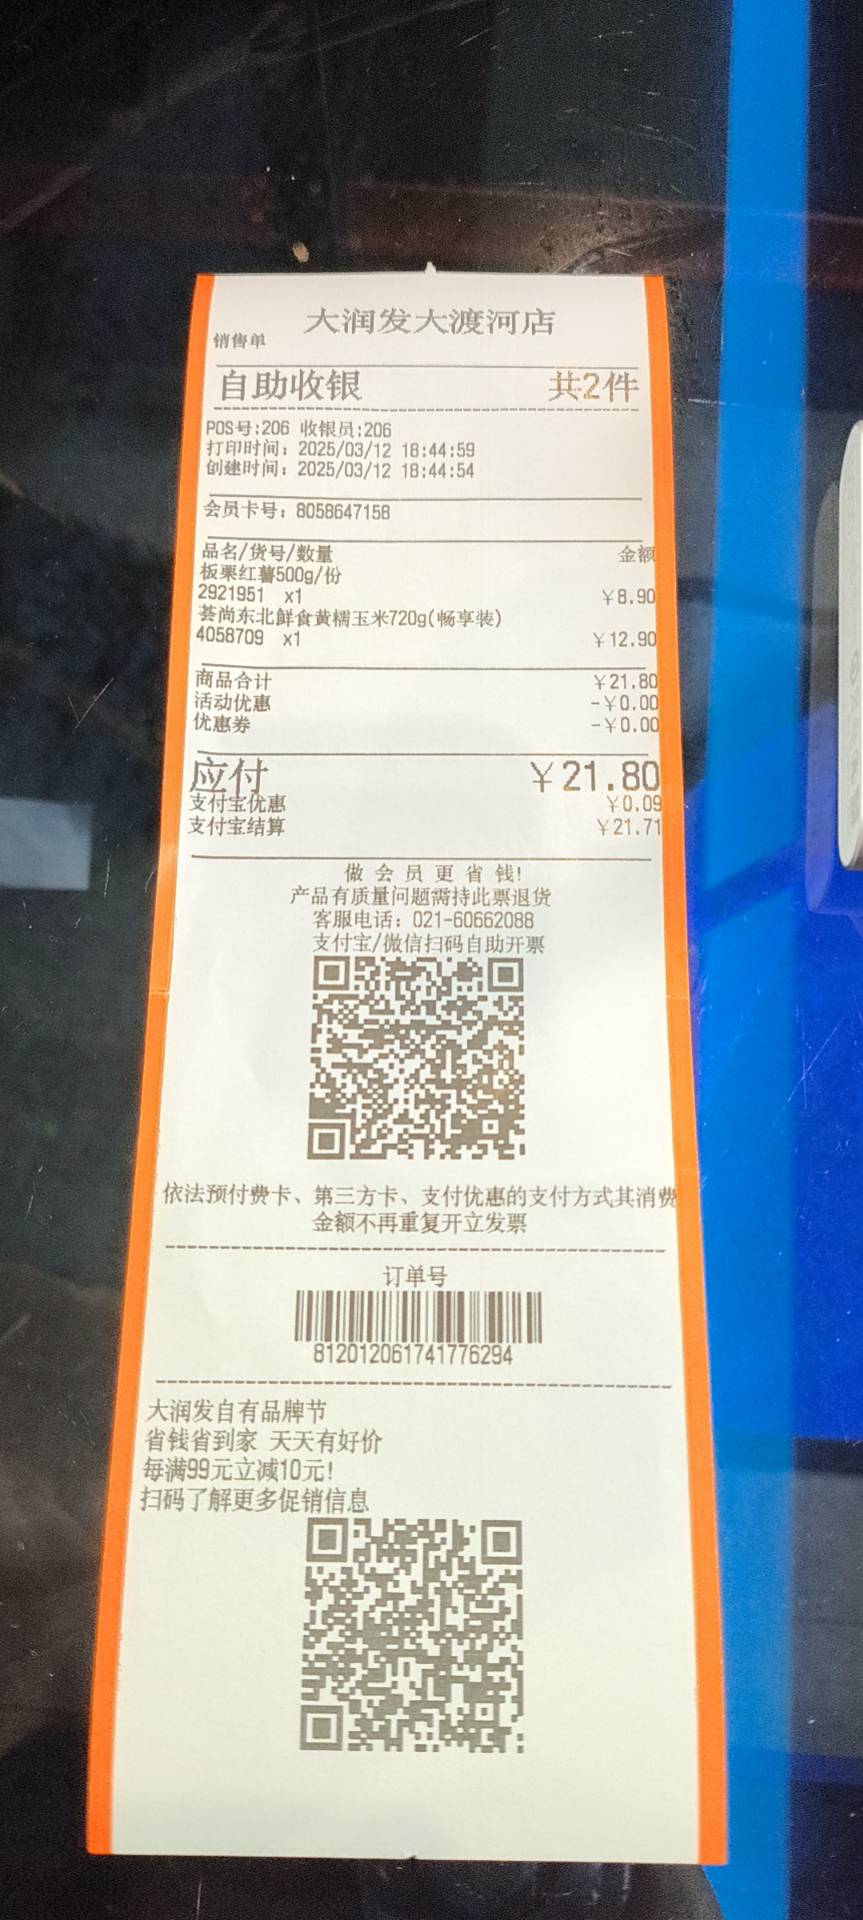 大润发大渡河店
销售单
自助收银 共2件
POS号:206 收银员:206
打印时间: 2025/03/12 18:44:59
创建时间: 2025/03/12 18:44:54
会员卡号: 8058647158
品名/货号/数量 金额
板栗红薯500g/份
2921951 x1 ￥8.90
荟尚东北鲜食黄糯玉米720g(畅享装)
4058709 x1 ￥12.90
商品合计 ￥21.80
活动优惠 -￥0.00
优惠券 -￥0.00
应付 ￥21.80
支付宝优惠 ￥0.09
支付宝结算 ￥21.71
做会员更省钱!
产品有质量问题需持此票退货
客服电话: 021-60662088
支付宝/微信扫码自助开票
依法预付费卡、第三方卡、支付优惠的支付方式其消费
金额不再重复开立发票
订单号
812012061741776294
大润发自有品牌节
省钱省到家 天天有好价
每满99元立减10元!
扫码了解更多促销信息